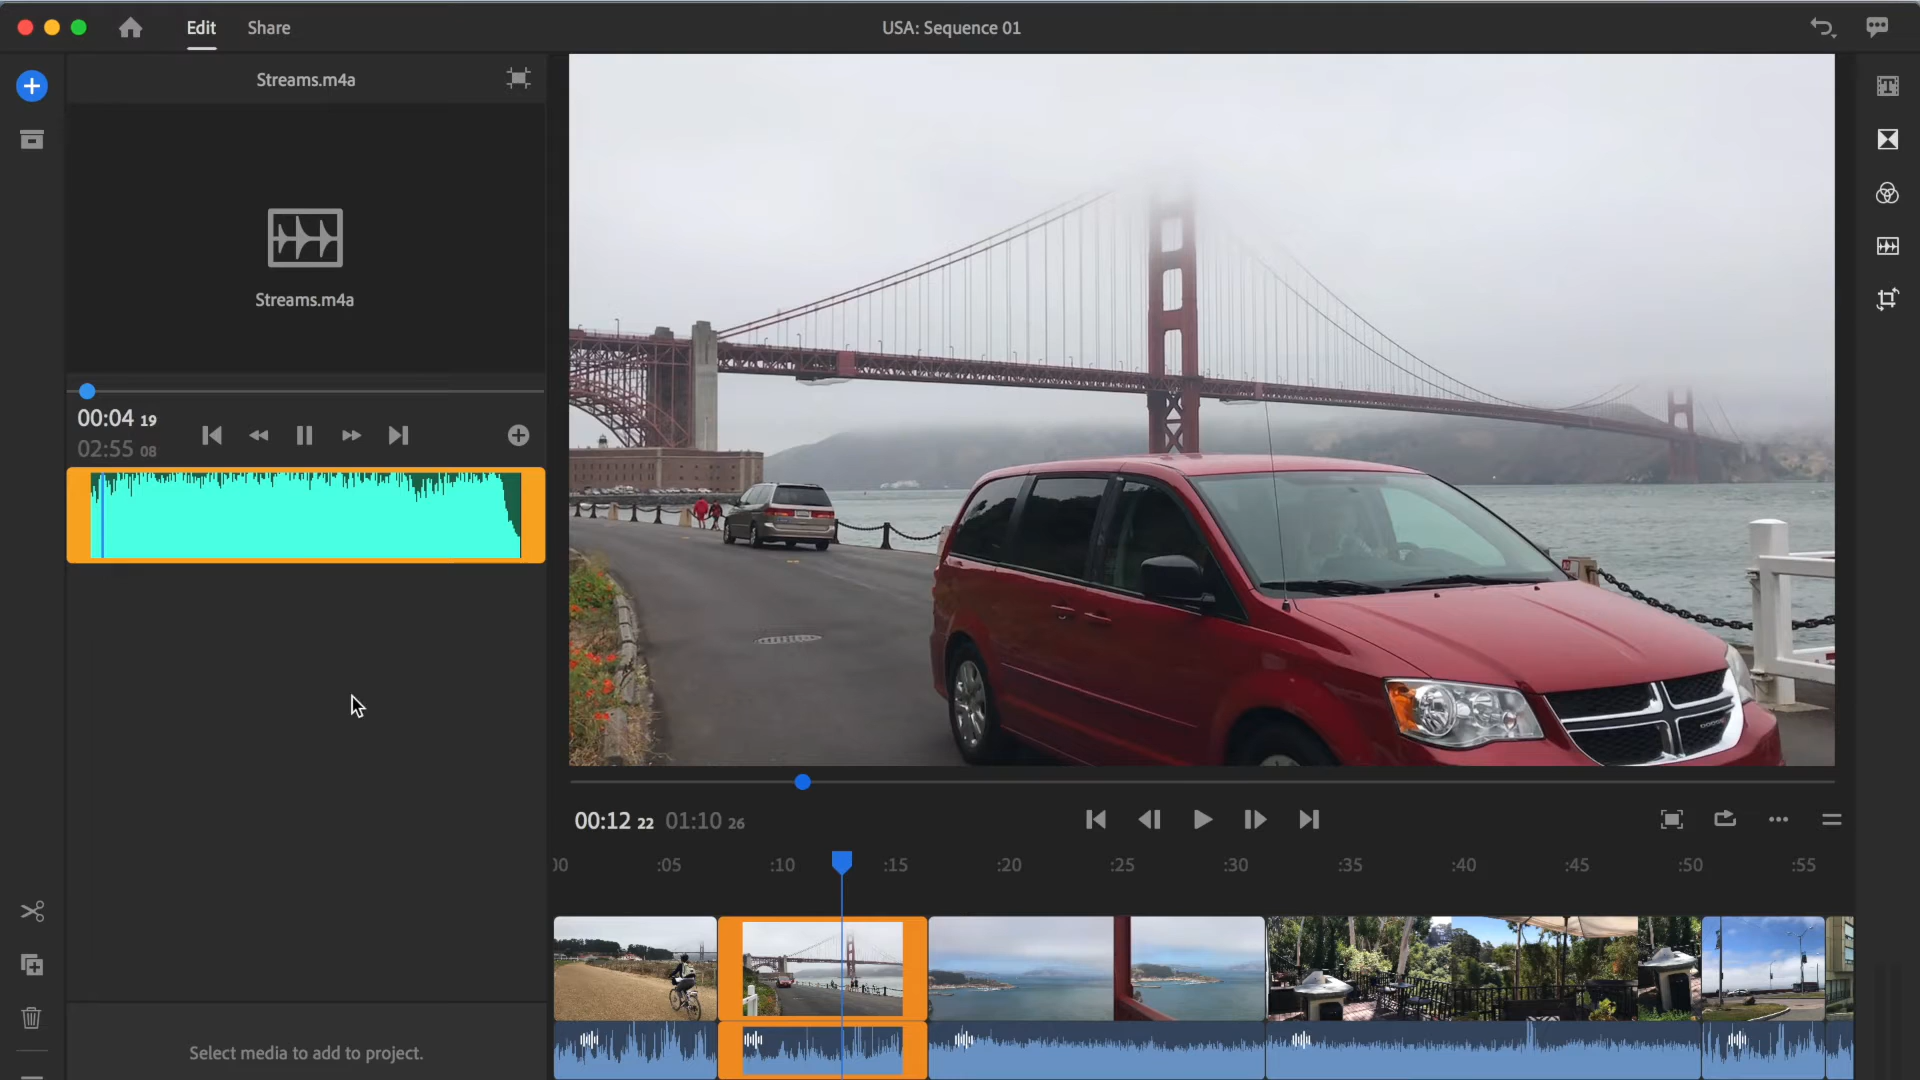 Edit
Share
USA: Sequence 01
Streams.m4a
Streams.m4a
00:04 19
02:55 08
00:12 22
01:10 26
00
:05
:10
:15
:20
:25
:30
:35
:40
:45
:50
:55
Select media to add to project.